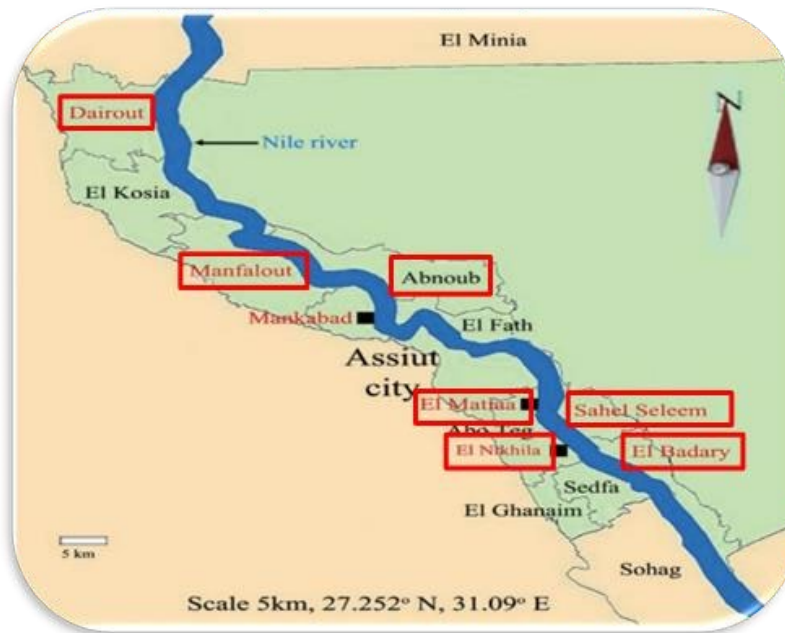 El Minia
Dairout
Nile river
El Kosia
Manfalout
Abnoub
Mankabad
El Fath
Assiut
city
El Matiaa
Sahel Seleem
Abo Teg
El Nikhila
El Badary
Sedfa
El Ghanaim
Sohag
5 km
Scale 5km, 27.252° N, 31.09° E
N